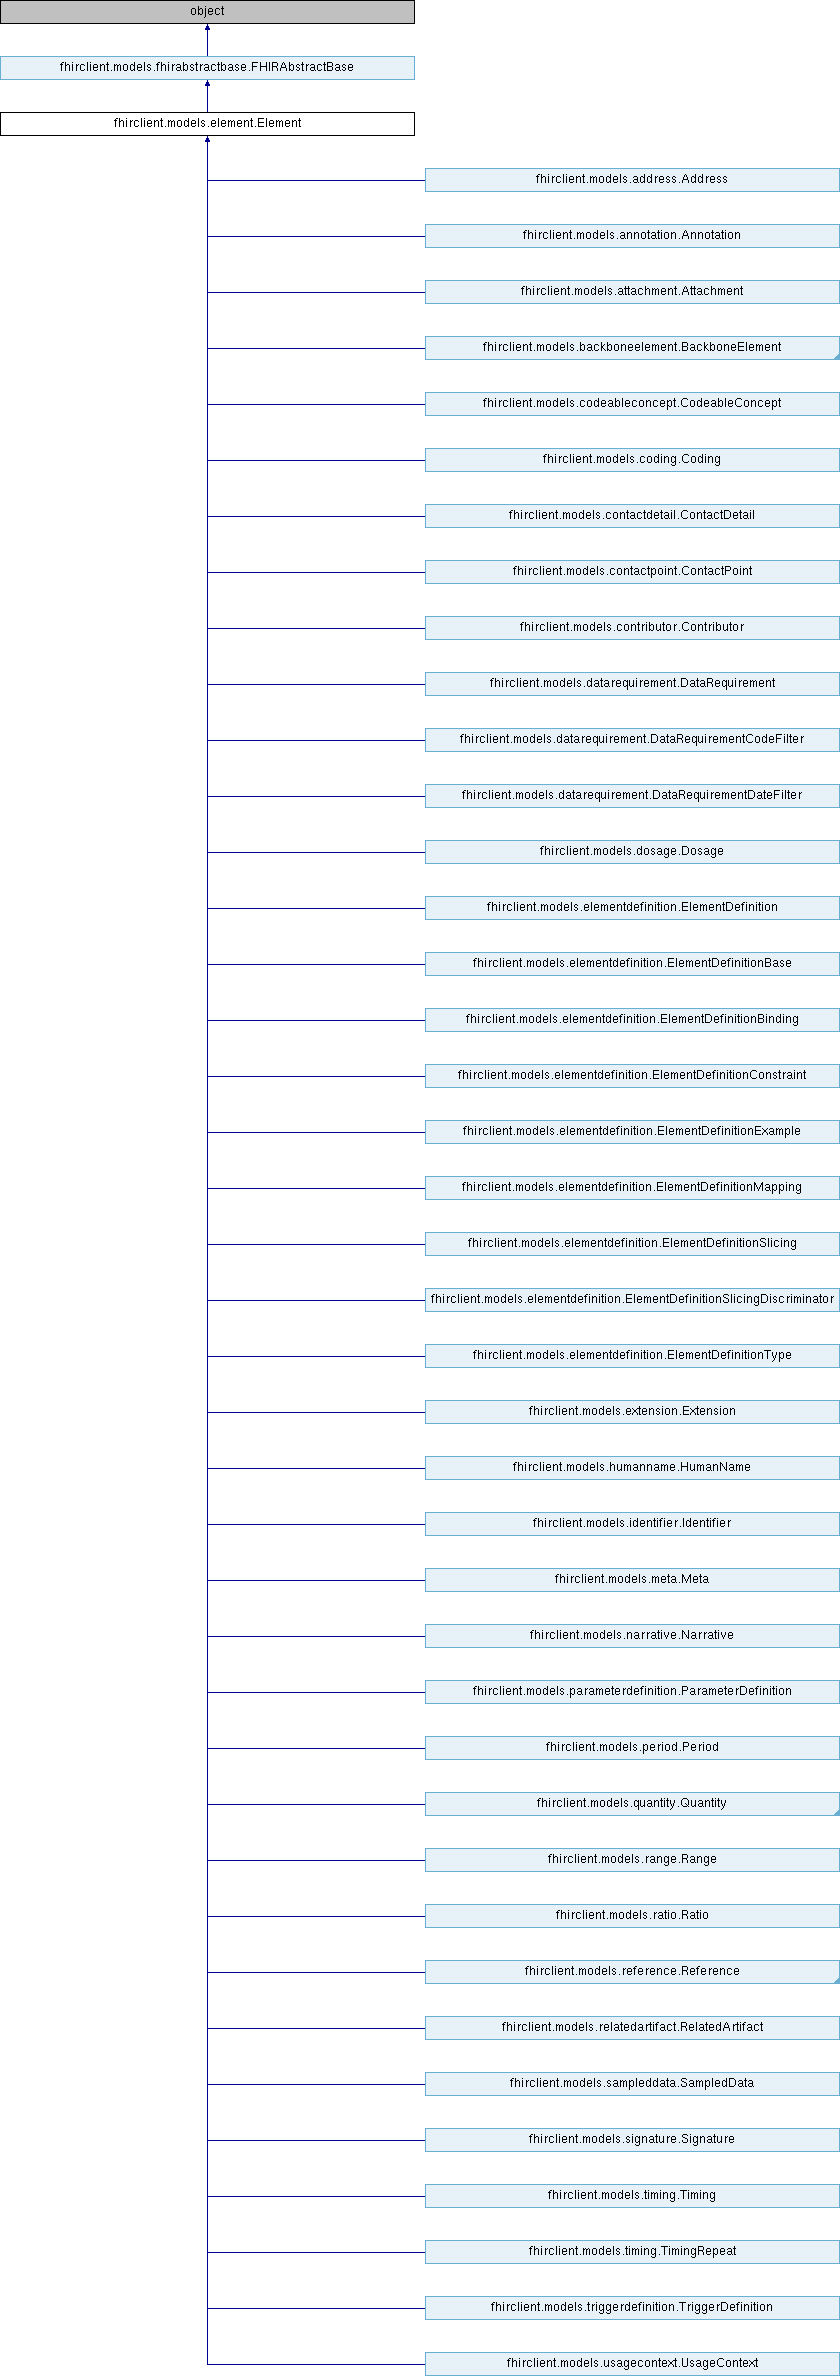 object
fhirclient.models.fhirabstractbase.FHIRAbstractBase
fhirclient.models.element.Element
fhirclient.models.address.Address
fhirclient.models.annotation.Annotation
fhirclient.models.attachment.Attachment
fhirclient.models.backboneelement.BackboneElement
fhirclient.models.codeableconcept.CodeableConcept
fhirclient.models.coding.Coding
fhirclient.models.contactdetail.ContactDetail
fhirclient.models.contactpoint.ContactPoint
fhirclient.models.contributor.Contributor
fhirclient.models.datarequirement.DataRequirement
fhirclient.models.datarequirement.DataRequirementCodeFilter
fhirclient.models.datarequirement.DataRequirementDateFilter
fhirclient.models.dosage.Dosage
fhirclient.models.elementdefinition.ElementDefinition
fhirclient.models.elementdefinition.ElementDefinitionBase
fhirclient.models.elementdefinition.ElementDefinitionBinding
fhirclient.models.elementdefinition.ElementDefinitionConstraint
fhirclient.models.elementdefinition.ElementDefinitionExample
fhirclient.models.elementdefinition.ElementDefinitionMapping
fhirclient.models.elementdefinition.ElementDefinitionSlicing
fhirclient.models.elementdefinition.ElementDefinitionSlicingDiscriminator
fhirclient.models.elementdefinition.ElementDefinitionType
fhirclient.models.extension.Extension
fhirclient.models.humanname.HumanName
fhirclient.models.identifier.Identifier
fhirclient.models.meta.Meta
fhirclient.models.narrative.Narrative
fhirclient.models.parameterdefinition.ParameterDefinition
fhirclient.models.period.Period
fhirclient.models.quantity.Quantity
fhirclient.models.range.Range
fhirclient.models.ratio.Ratio
fhirclient.models.reference.Reference
fhirclient.models.relatedartifact.RelatedArtifact
fhirclient.models.sampleddata.SampledData
fhirclient.models.signature.Signature
fhirclient.models.timing.Timing
fhirclient.models.timing.TimingRepeat
fhirclient.models.triggerdefinition.TriggerDefinition
fhirclient.models.usagecontext.UsageContext